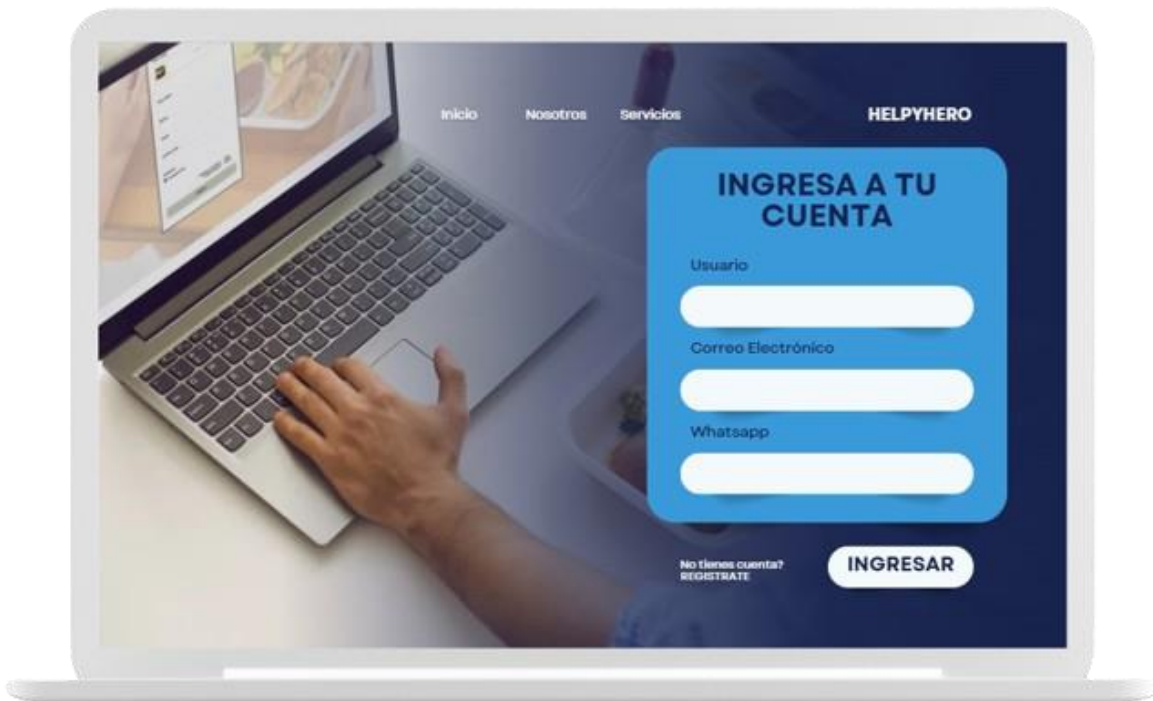 Inicio Nosotros Servicios HELPYHERO
INGRESA A TU
CUENTA
Usuario
Correo Electrónico
Whatsapp
No tienes cuenta?
REGISTRATE
INGRESAR